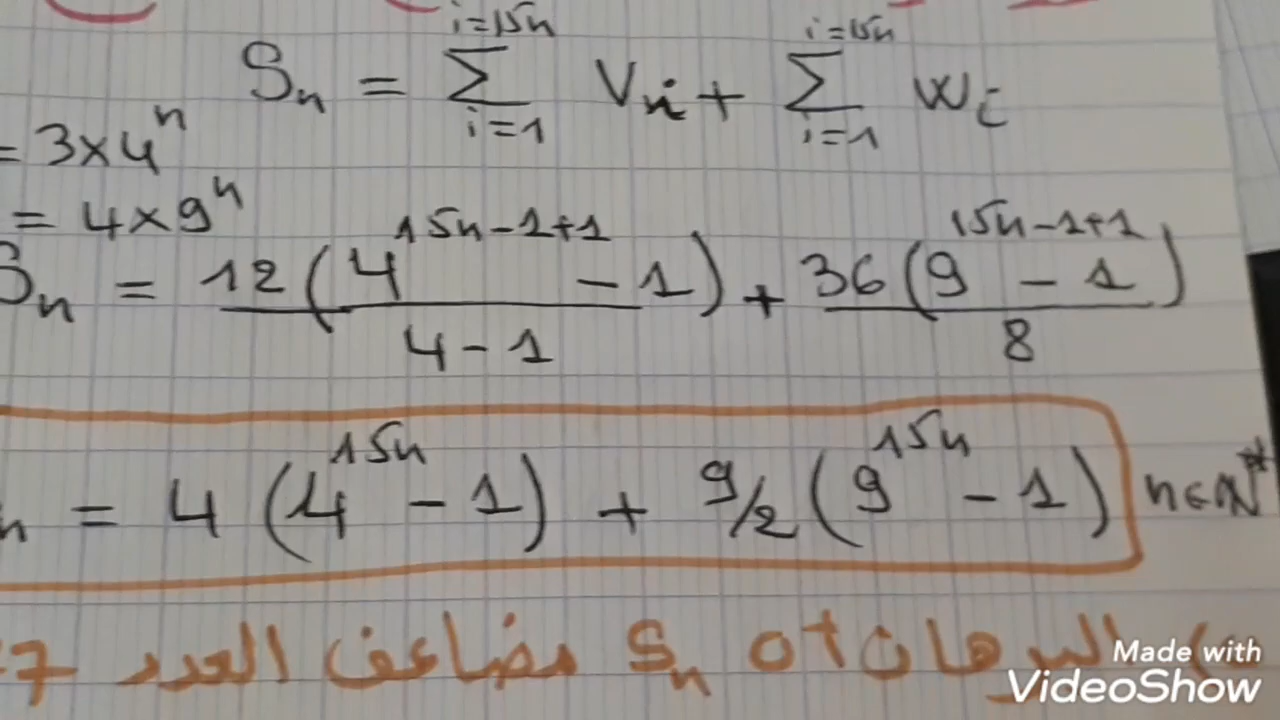 i=15n i=15n
Sn = ∑ Vi + ∑ wi
i=1 i=1
= 3×4^n
= 4×9^n
Sn = 12(4^15n-1+1 - 1) / 4-1 + 36(9^15n-1+1 - 1) / 8
n = 4(4^15n - 1) + 9/2(9^15n - 1) n∈ℕ*
البرهان أن Sn مضاعف العدد 7
Made with
VideoShow